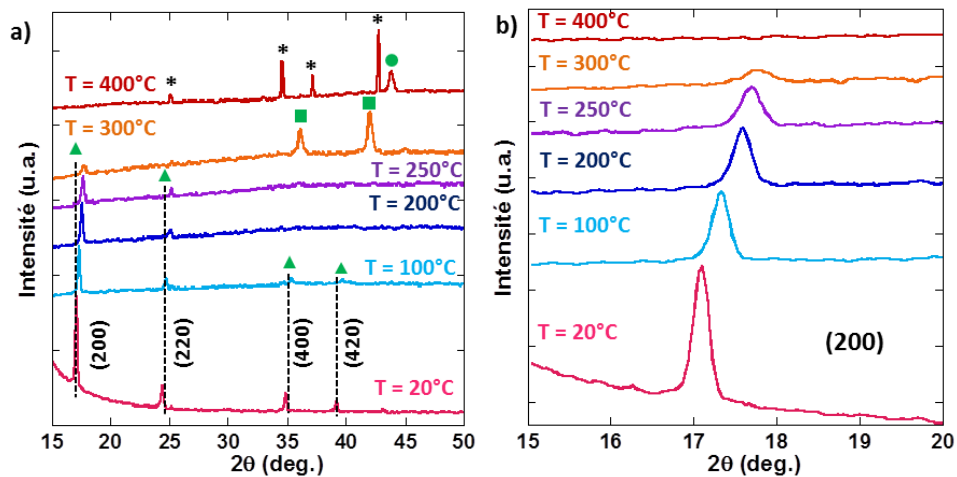 a)
* * * *
T = 400°C
T = 300°C
T = 250°C
T = 200°C
T = 100°C
T = 20°C
(200)
(220)
(400)
(420)
Intensité (u.a.)
15 20 25 30 35 40 45 50
2θ (deg.)
b)
T = 400°C
T = 300°C
T = 250°C
T = 200°C
T = 100°C
T = 20°C
(200)
Intensité (u.a.)
15 16 17 18 19 20
2θ (deg.)